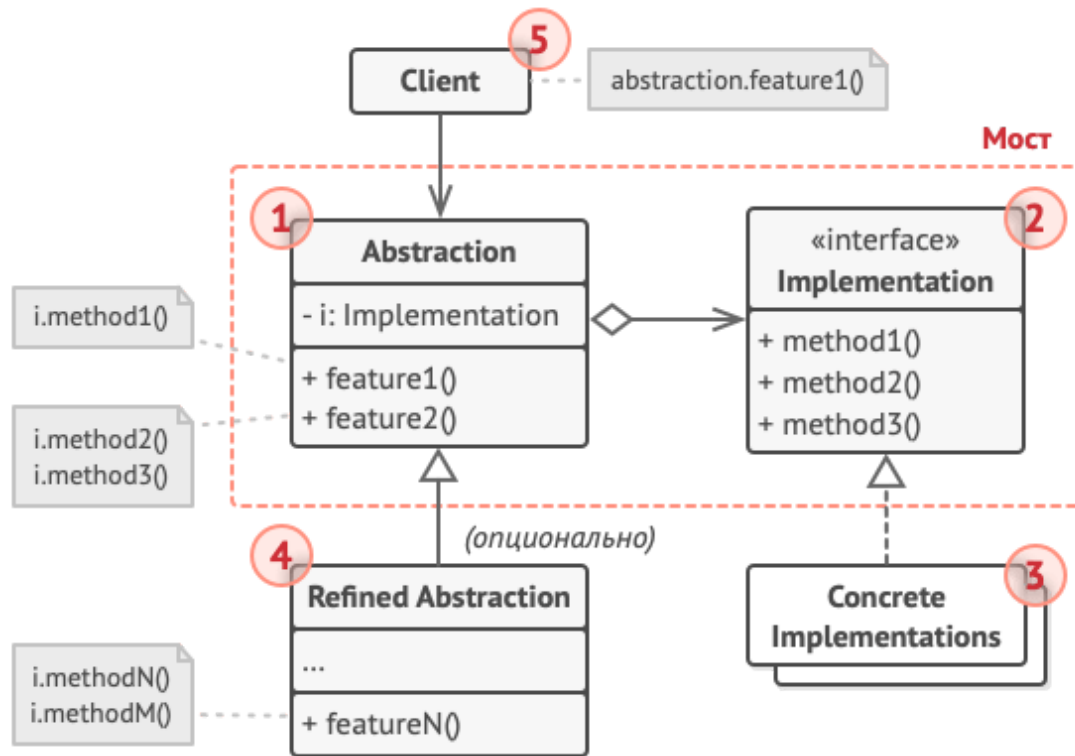 5
Client
abstraction.feature1()
Мост
1
Abstraction
- i: Implementation
+ feature1()
+ feature2()
2
«interface»
Implementation
+ method1()
+ method2()
+ method3()
i.method1()
i.method2()
i.method3()
(опционально)
4
Refined Abstraction
...
+ featureN()
i.methodN()
i.methodM()
3
Concrete
Implementations